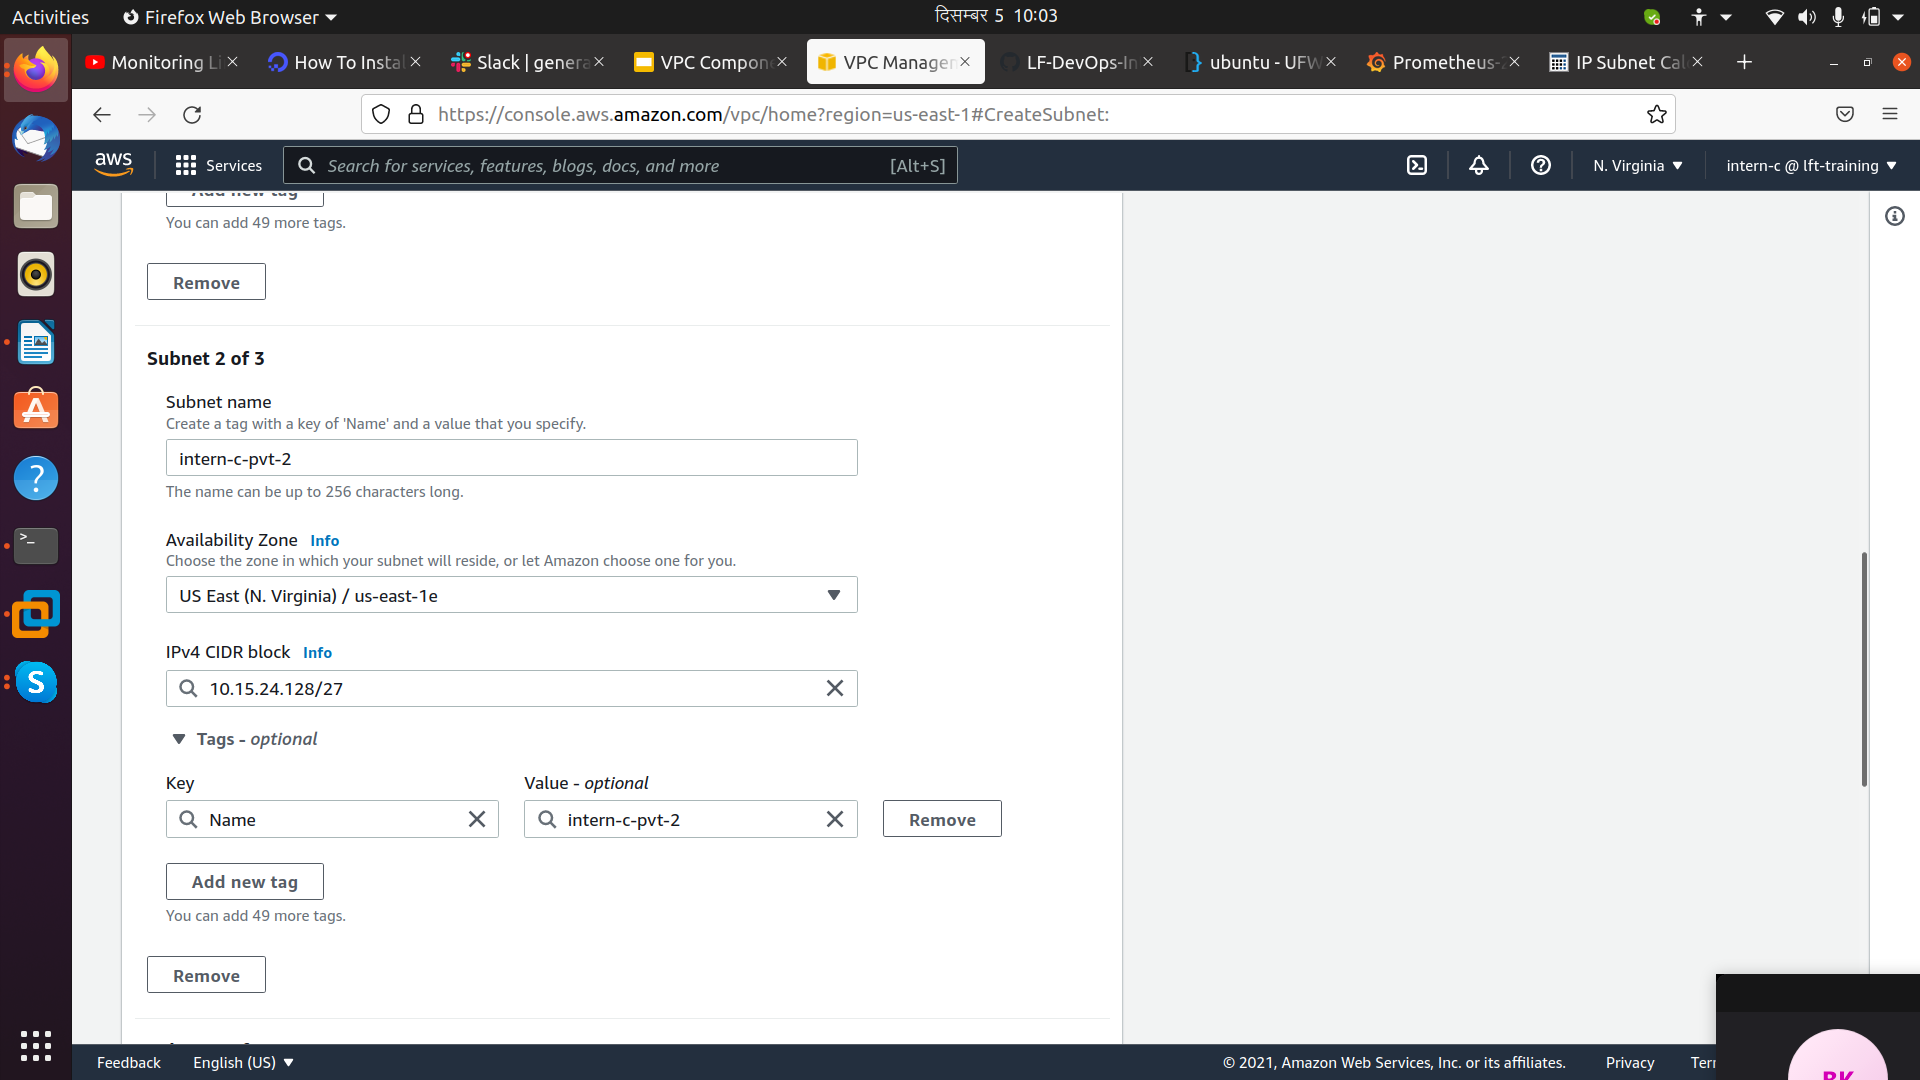 Activities Firefox Web Browser दिसम्बर 5 10:03
Monitoring Li How To Instal Slack | genera VPC Compon VPC Manager LF-DevOps-In ubuntu - UFW Prometheus- IP Subnet Cal
https://console.aws.amazon.com/vpc/home?region=us-east-1#CreateSubnet:
aws Services Search for services, features, blogs, docs, and more [Alt+S] N. Virginia intern-c @ lft-training
Add new tag
You can add 49 more tags.
Remove
Subnet 2 of 3
Subnet name
Create a tag with a key of 'Name' and a value that you specify.
intern-c-pvt-2
The name can be up to 256 characters long.
Availability Zone Info
Choose the zone in which your subnet will reside, or let Amazon choose one for you.
US East (N. Virginia) / us-east-1e
IPv4 CIDR block Info
10.15.24.128/27
Tags - optional
Key Value - optional
Name intern-c-pvt-2 Remove
Add new tag
You can add 49 more tags.
Remove
Feedback English (US) © 2021, Amazon Web Services, Inc. or its affiliates. Privacy Ter